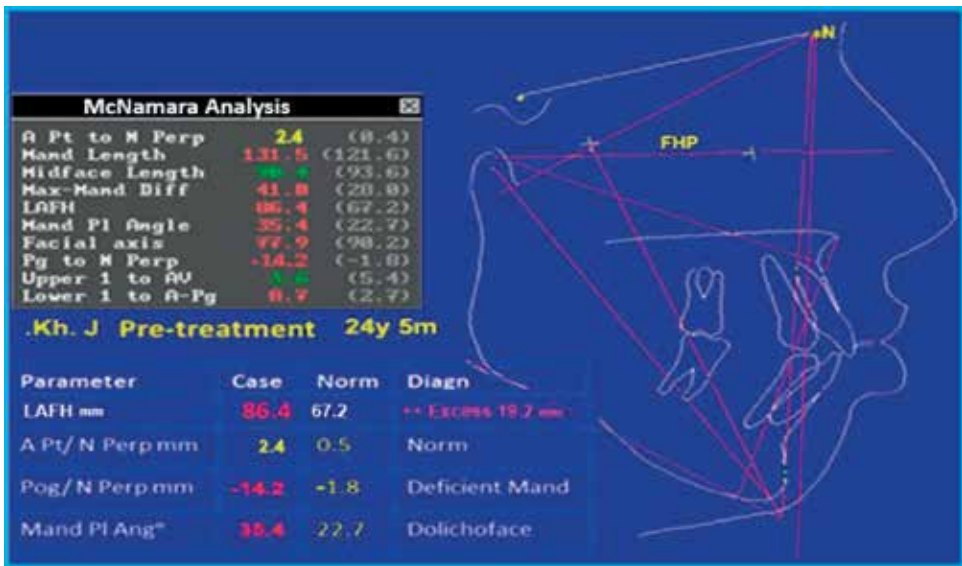 McNamara Analysis
A Pt to N Perp 2.4 (0.4)
Mand Length 131.5 (121.6)
Midface Length (93.6)
Max-Mand Diff 41.0 (28.0)
LAFH 86.4 (67.2)
Mand Pl Angle 35.4 (22.7)
Facial axis 77.9 (90.2)
Pg to N Perp -14.2 (-1.8)
Upper 1 to AV (5.4)
Lower 1 to A-Pg 8.7 (2.7)
.Kh. J Pre-treatment 24y 5m
Parameter Case Norm Diagn
LAFH mm 86.4 67.2 ++ Excess 19.2 mm
A Pt/ N Perp mm 2.4 0.5 Norm
Pog/ N Perp mm -14.2 -1.8 Deficient Mand
Mand Pl Ang° 35.4 22.7 Dolichoface
N
FHP